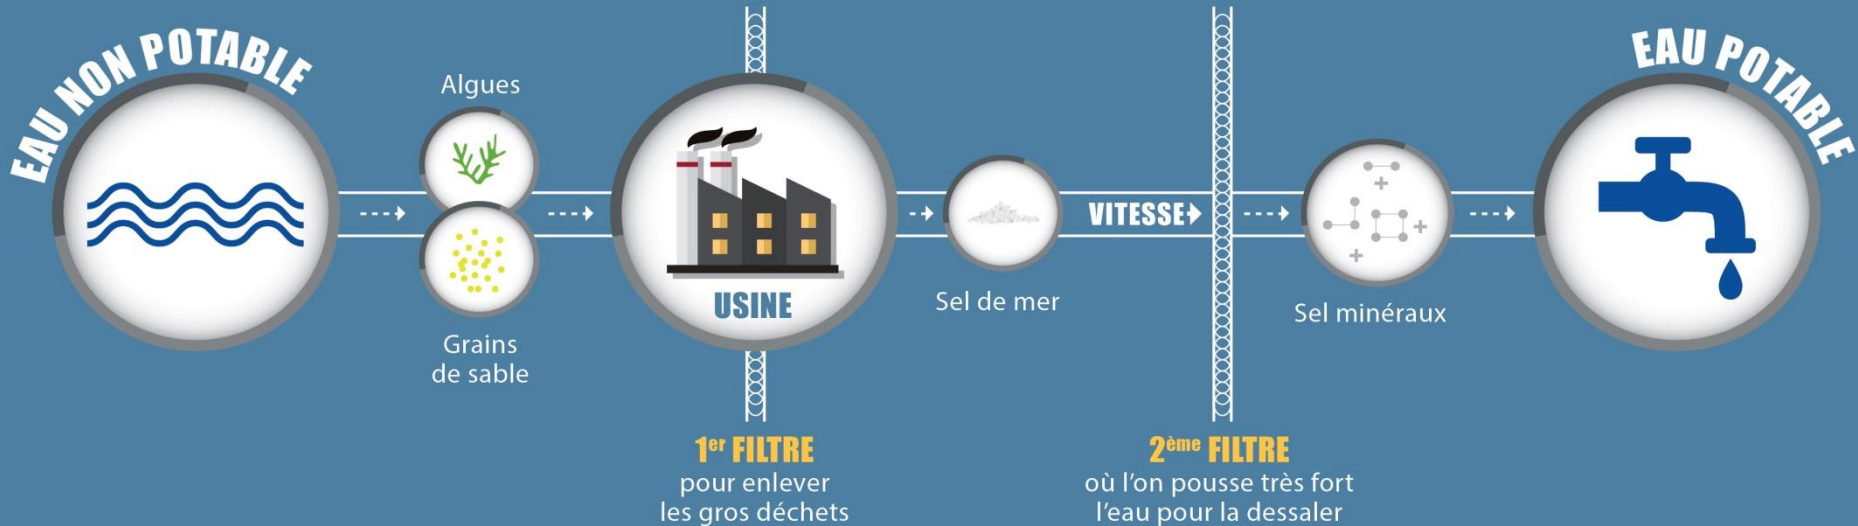 EAU NON POTABLE
Algues
Grains
de sable
USINE
1er FILTRE
pour enlever
les gros déchets
Sel de mer
VITESSE
2ème FILTRE
où l'on pousse très fort
l'eau pour la dessaler
Sel minéraux
EAU POTABLE